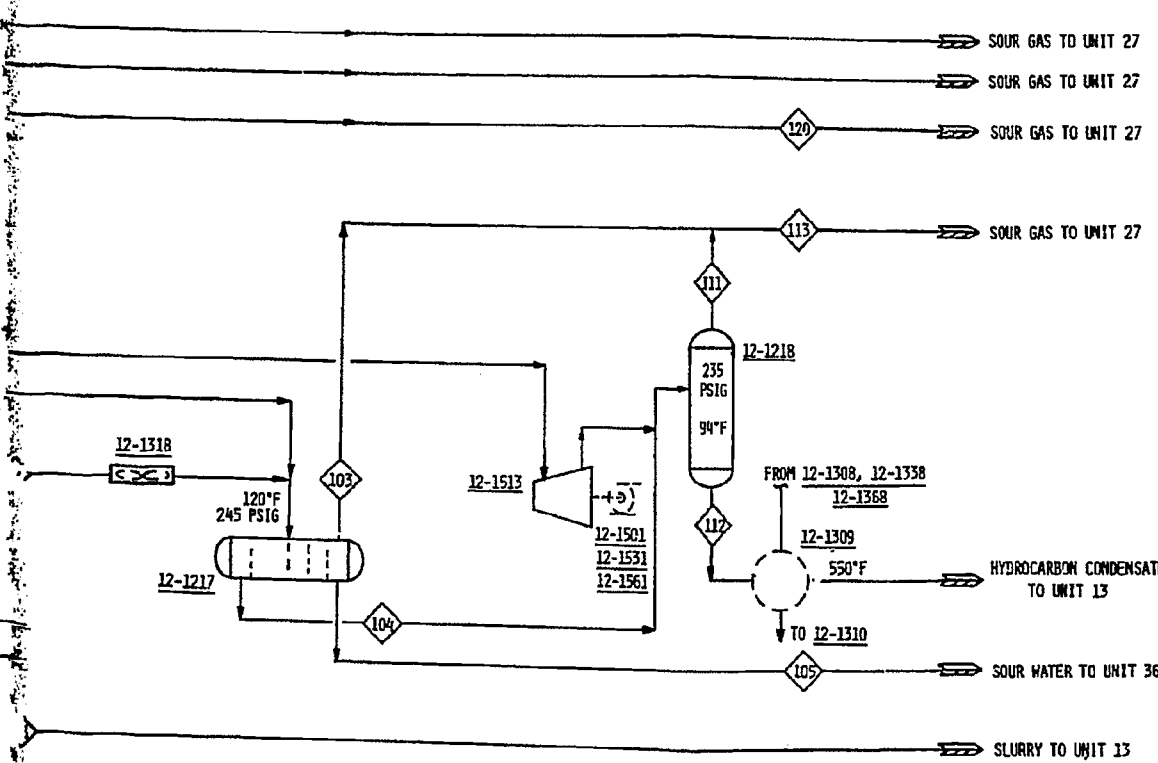 SOUR GAS TO UNIT 27
SOUR GAS TO UNIT 27
120
SOUR GAS TO UNIT 27
113
SOUR GAS TO UNIT 27
111
12-1218
235
PSIG
94°F
12-1318
103
120°F
245 PSIG
12-1513
12-1217
12-1501
12-1531
12-1561
FROM 12-1308, 12-1338
12-1368
112
12-1309
550°F
HYDROCARBON CONDENSAT
TO UNIT 13
104
TO 12-1310
105
SOUR WATER TO UNIT 36
SLURRY TO UNIT 13